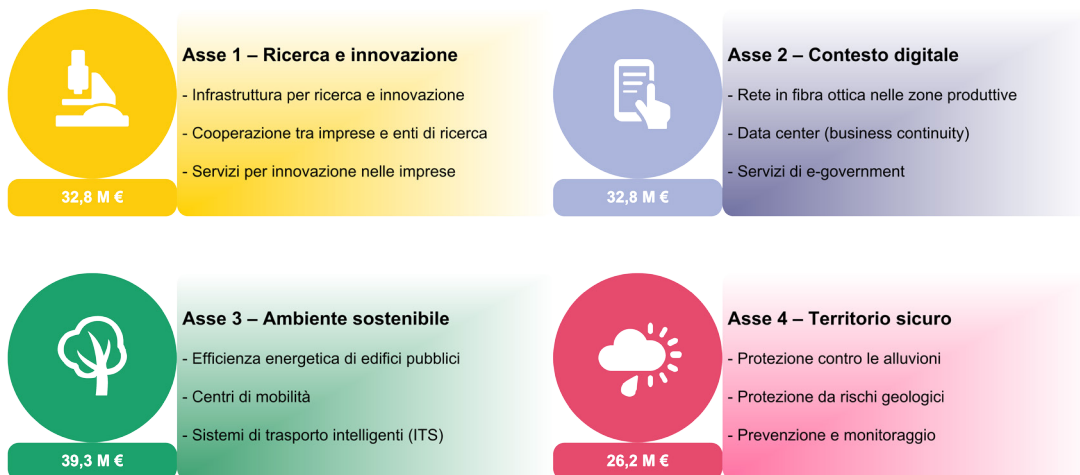 Asse 1 – Ricerca e innovazione
- Infrastruttura per ricerca e innovazione
- Cooperazione tra imprese e enti di ricerca
- Servizi per innovazione nelle imprese
32,8 M €
Asse 2 – Contesto digitale
- Rete in fibra ottica nelle zone produttive
- Data center (business continuity)
- Servizi di e-government
32,8 M €
Asse 3 – Ambiente sostenibile
- Efficienza energetica di edifici pubblici
- Centri di mobilità
- Sistemi di trasporto intelligenti (ITS)
39,3 M €
Asse 4 – Territorio sicuro
- Protezione contro le alluvioni
- Protezione da rischi geologici
- Prevenzione e monitoraggio
26,2 M €